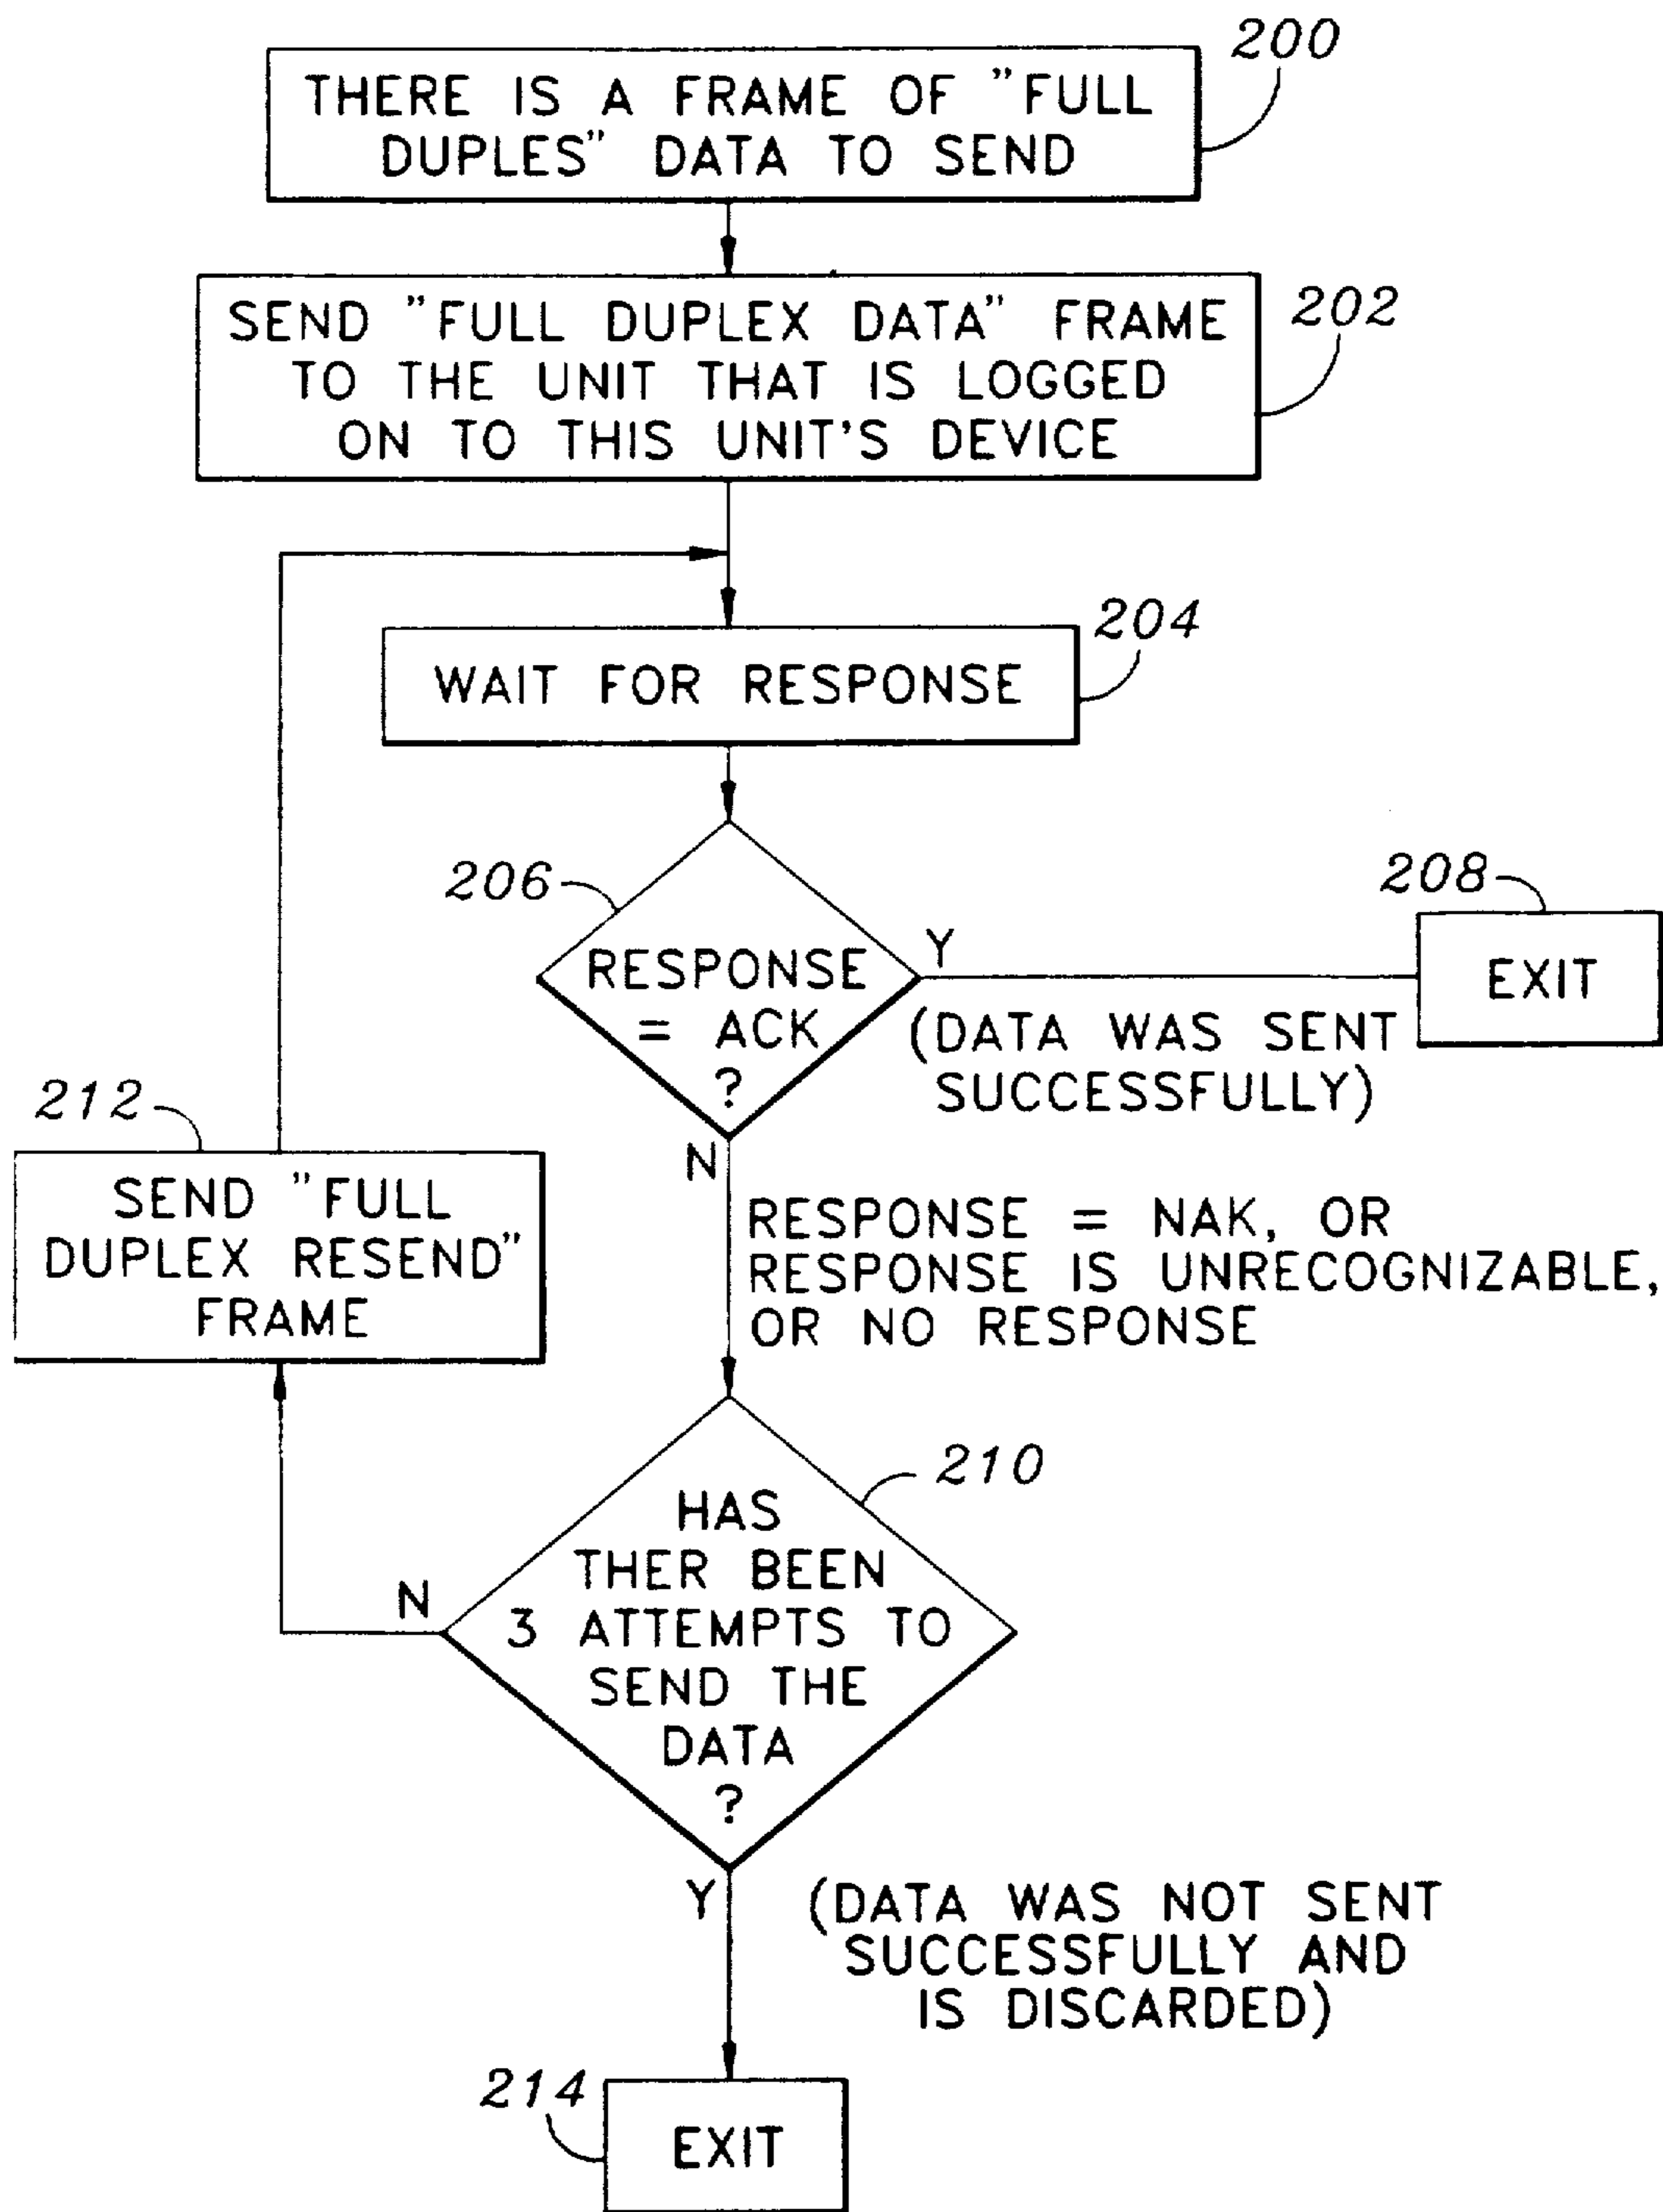 200
THERE IS A FRAME OF "FULL
DUPLES" DATA TO SEND
202
SEND "FULL DUPLEX DATA" FRAME
TO THE UNIT THAT IS LOGGED
ON TO THIS UNIT'S DEVICE
204
WAIT FOR RESPONSE
206
RESPONSE
= ACK
?
Y
(DATA WAS SENT
SUCCESSFULLY)
208
EXIT
N
RESPONSE = NAK, OR
RESPONSE IS UNRECOGNIZABLE,
OR NO RESPONSE
212
SEND "FULL
DUPLEX RESEND"
FRAME
210
HAS
THER BEEN
3 ATTEMPTS TO
SEND THE
DATA
?
N
Y
(DATA WAS NOT SENT
SUCCESSFULLY AND
IS DISCARDED)
214
EXIT